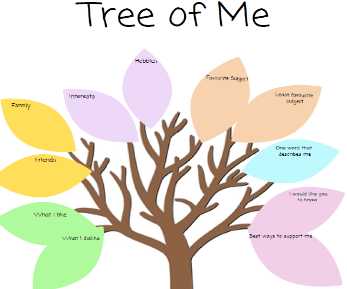 Tree of Me
Hobbies
Interests
Favourite Subject
Least favourite
subject
Family
One word that
describes me
Friends
I would like you
to know
What I like
What I dislike
Best ways to support me